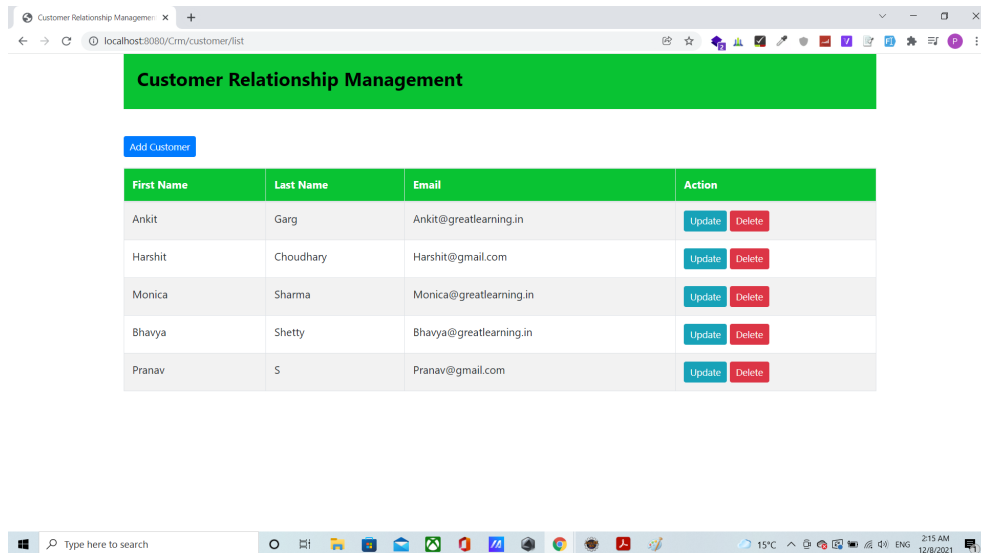 Customer Relationship Managemen
localhost:8080/Crm/customer/list
2
P
Customer Relationship Management
Add Customer
First Name Last Name Email Action
Ankit Garg Ankit@greatlearning.in Update Delete
Harshit Choudhary Harshit@gmail.com Update Delete
Monica Sharma Monica@greatlearning.in Update Delete
Bhavya Shetty Bhavya@greatlearning.in Update Delete
Pranav S Pranav@gmail.com Update Delete
Type here to search 15°C ENG 2:15 AM
12/8/2021